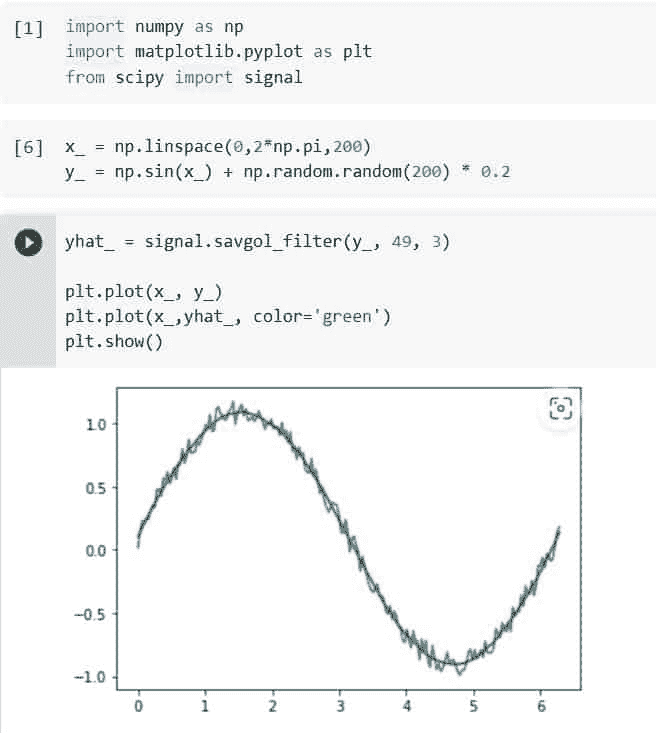 [1] import numpy as np
import matplotlib.pyplot as plt
from scipy import signal
[6] x_ = np.linspace(0,2*np.pi,200)
y_ = np.sin(x_) + np.random.random(200) * 0.2
yhat_ = signal.savgol_filter(y_, 49, 3)
plt.plot(x_, y_)
plt.plot(x_,yhat_, color='green')
plt.show()
1.0
0.5
0.0
−0.5
−1.0
0 1 2 3 4 5 6